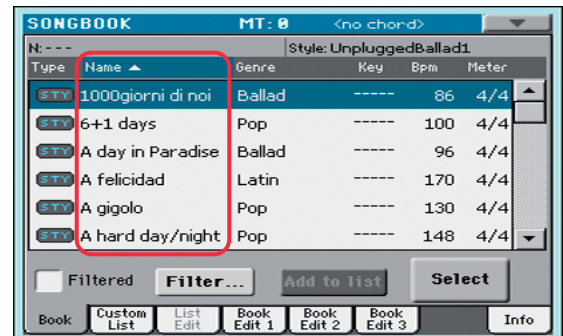 SONGBOOK MT: 0 <no chord>
N: --- Style: UnpluggedBallad1
Type Name Genre Key Bpm Meter
STY 1000giorni di noi Ballad ----- 86 4/4
STY 6+1 days Pop ----- 100 4/4
STY A day in Paradise Ballad ----- 96 4/4
STY A felicidad Latin ----- 170 4/4
STY A gigolo Pop ----- 130 4/4
STY A hard day/night Pop ----- 148 4/4
Filtered Filter... Add to list Select
Book Custom List List Edit Book Edit 1 Book Edit 2 Book Edit 3 Info